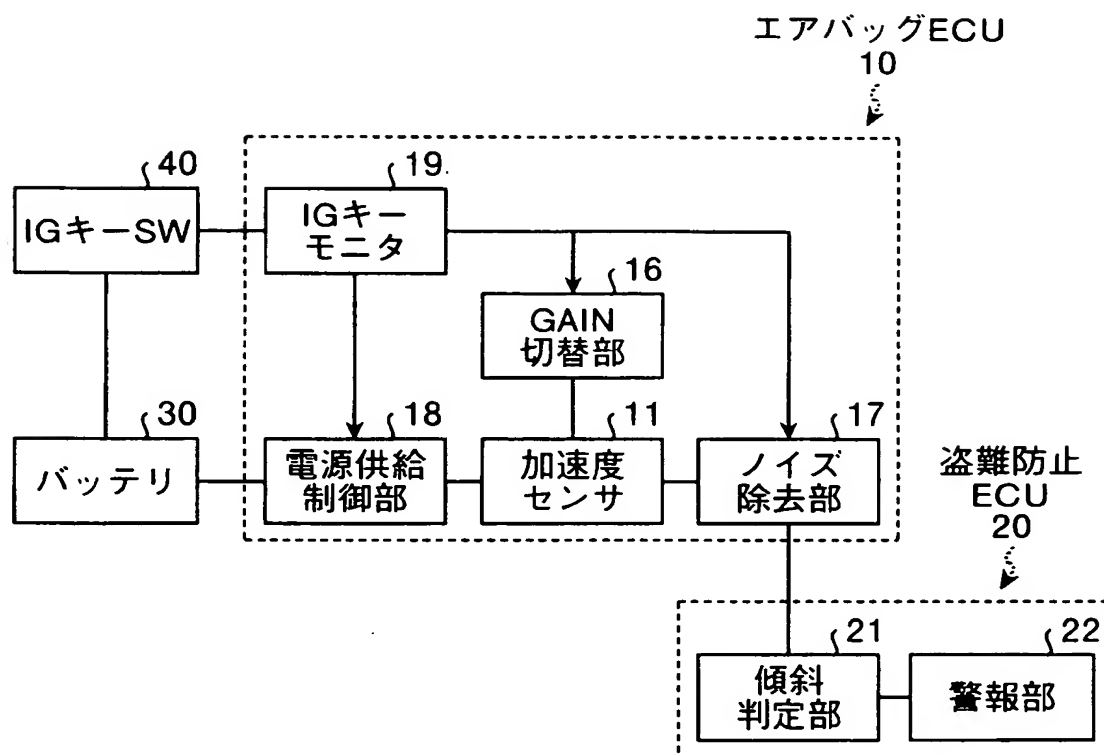 エアバッグECU
10
40
IGキーSW
19
IGキー
モニタ
16
GAIN
切替部
30
バッテリ
18
電源供給
制御部
11
加速度
センサ
17
ノイズ
除去部
盗難防止
ECU
20
21
傾斜
判定部
22
警報部